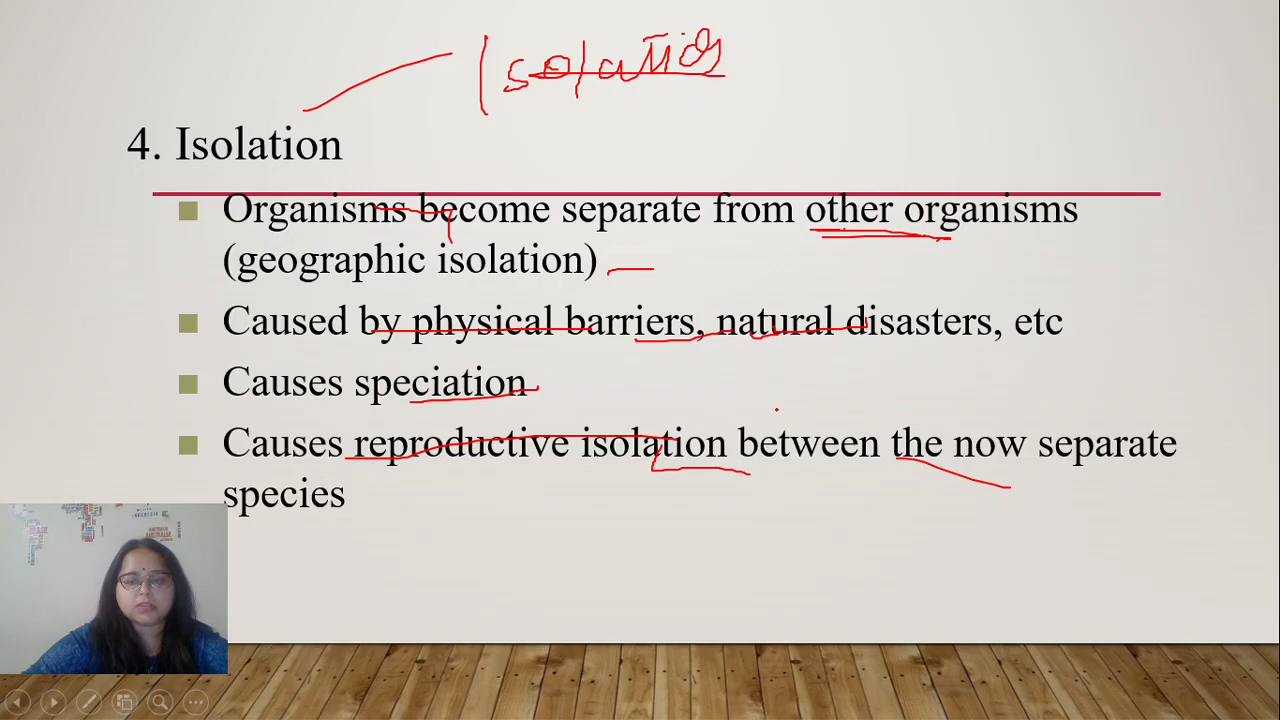 Isolation
4. Isolation
Organisms become separate from other organisms
(geographic isolation)
Caused by physical barriers, natural disasters, etc
Causes speciation
Causes reproductive isolation between the now separate
species